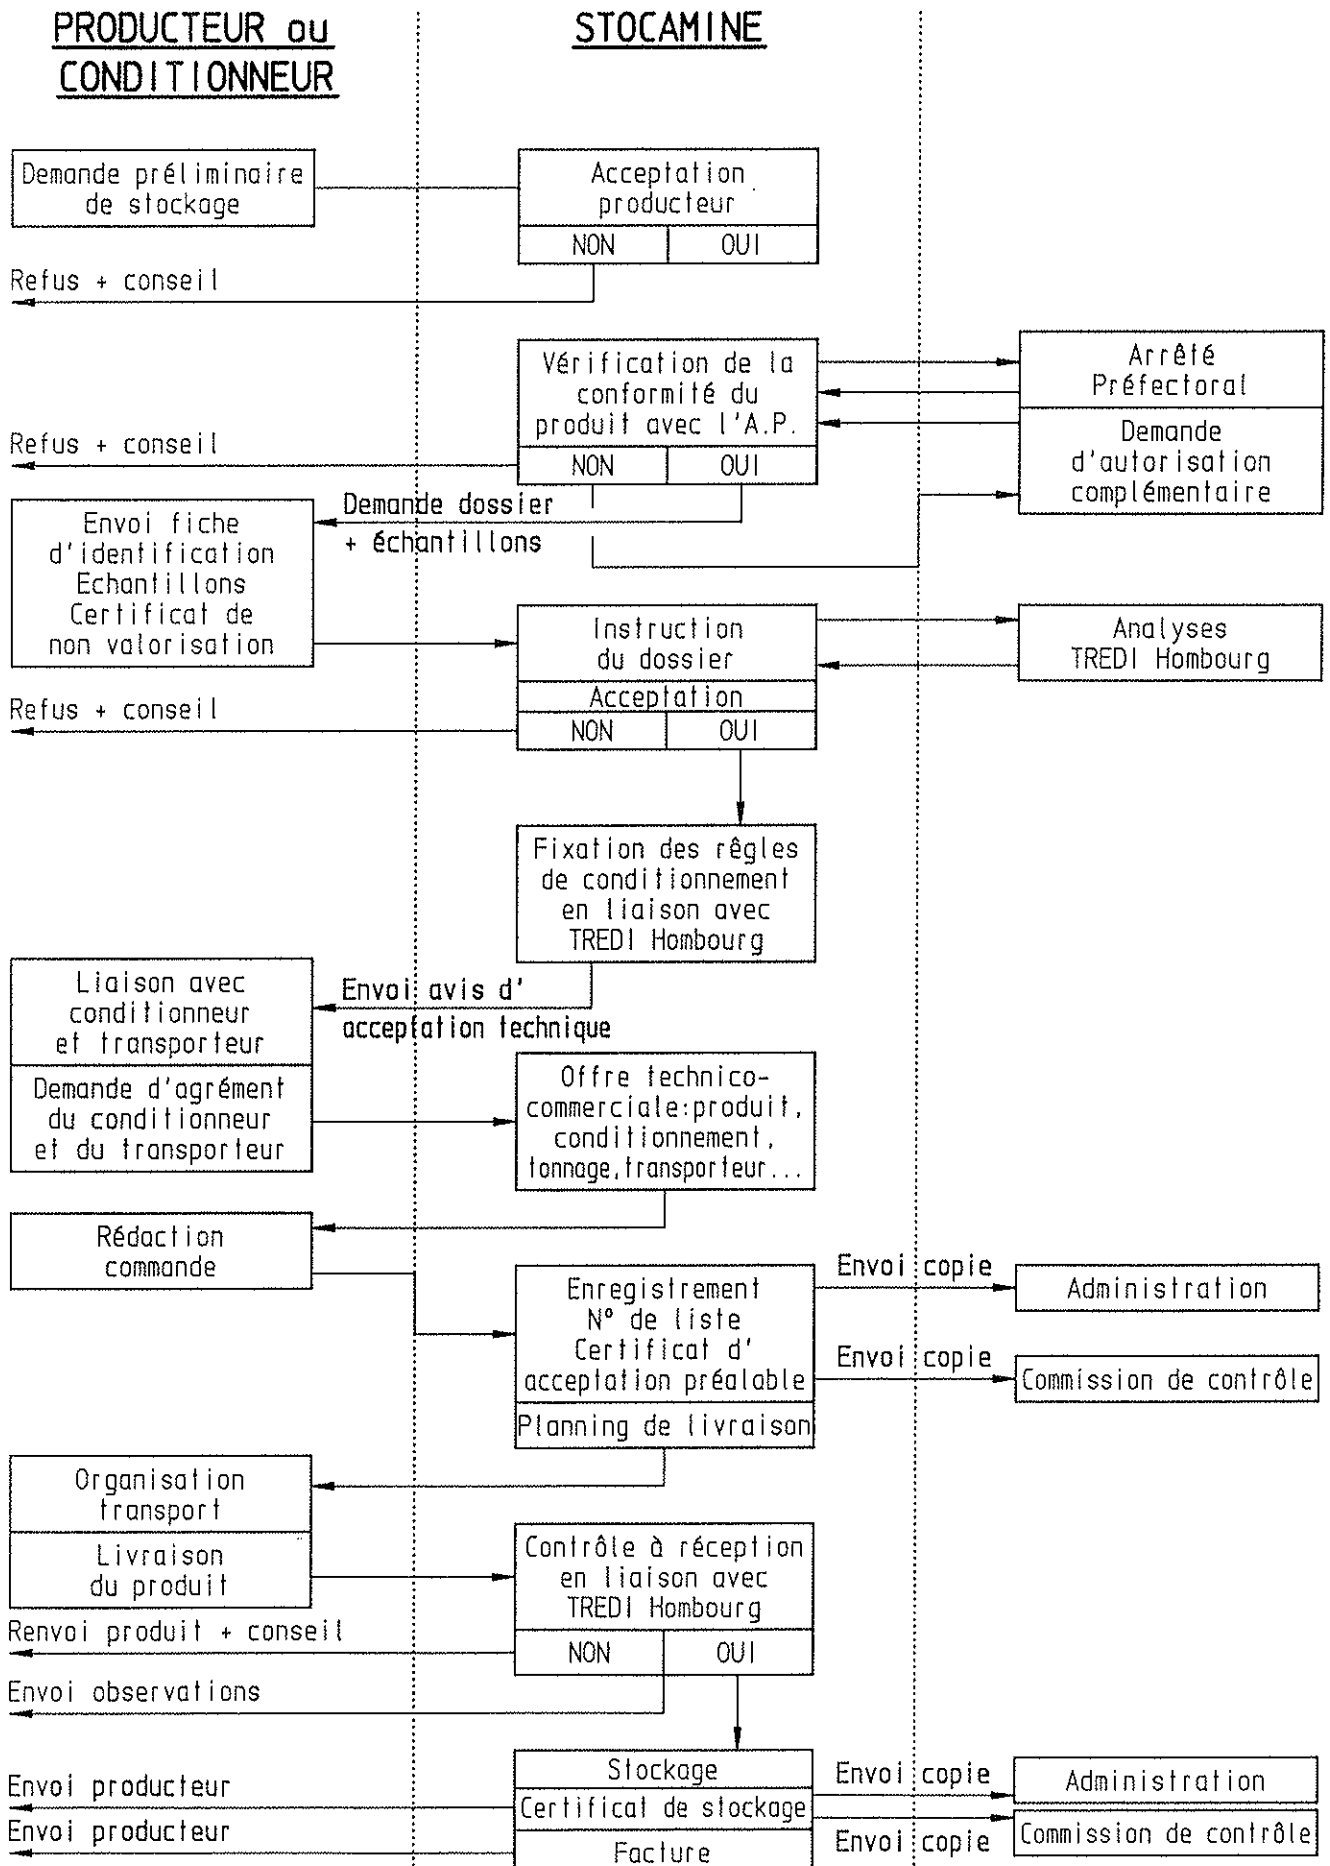 PRODUCTEUR ou
CONDITIONNEUR
STOCAMINE
Demande préliminaire
de stockage
Acceptation
producteur
NON
OUI
Refus + conseil
Vérification de la
conformité du
produit avec l'A.P.
NON
OUI
Arrêté
Préfectoral
Demande
d'autorisation
complémentaire
Refus + conseil
Demande dossier
+ échantillons
Envoi fiche
d'identification
Echantillons
Certificat de
non valorisation
Instruction
du dossier
Acceptation
NON
OUI
Analyses
TREDI Hombourg
Refus + conseil
Fixation des rêgles
de conditionnement
en liaison avec
TREDI Hombourg
Envoi avis d'
acceptation technique
Liaison avec
conditionneur
et transporteur
Demande d'agrément
du conditionneur
et du transporteur
Offre technico-
commerciale:produit,
conditionnement,
tonnage,transporteur...
Rédaction
commande
Enregistrement
N° de liste
Certificat d'
acceptation préalable
Planning de livraison
Envoi copie
Administration
Envoi copie
Commission de contrôle
Organisation
transport
Livraison
du produit
Contrôle à réception
en liaison avec
TREDI Hombourg
NON
OUI
Renvoi produit + conseil
Envoi observations
Stockage
Certificat de stockage
Facture
Envoi producteur
Envoi producteur
Envoi copie
Administration
Envoi copie
Commission de contrôle